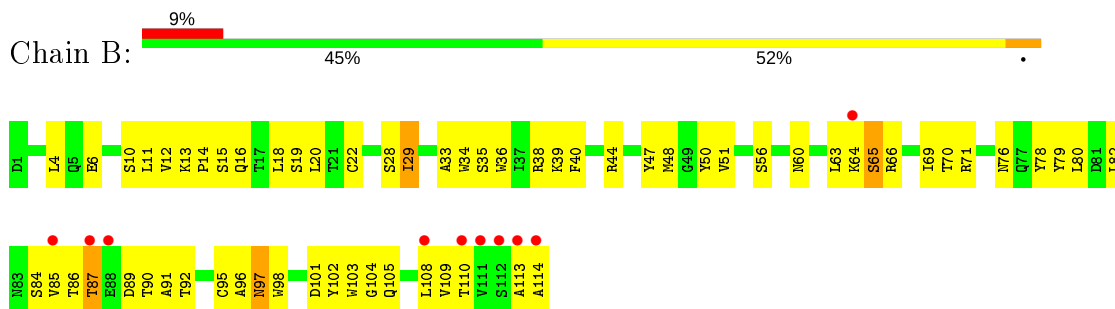 9%
Chain B:
45% 52% •
D1 L4 Q5 E6 S10 L11 V12 K13 P14 S15 Q16 T17 L18 S19 L20 T21 C22 S28 I29 A33 W34 S35 W36 I37 R38 K39 F40 R44 Y47 M48 G49 Y50 V51 S56 N60 L63 K64 S65 R66 I69 T70 R71 N76 Q77 Y78 Y79 L80 D81
N83 S84 V85 T86 T87 E88 D89 T90 A91 T92 C95 A96 N97 W98 D101 Y102 W103 G104 Q105 L108 V109 T110 V111 S112 A113 A114